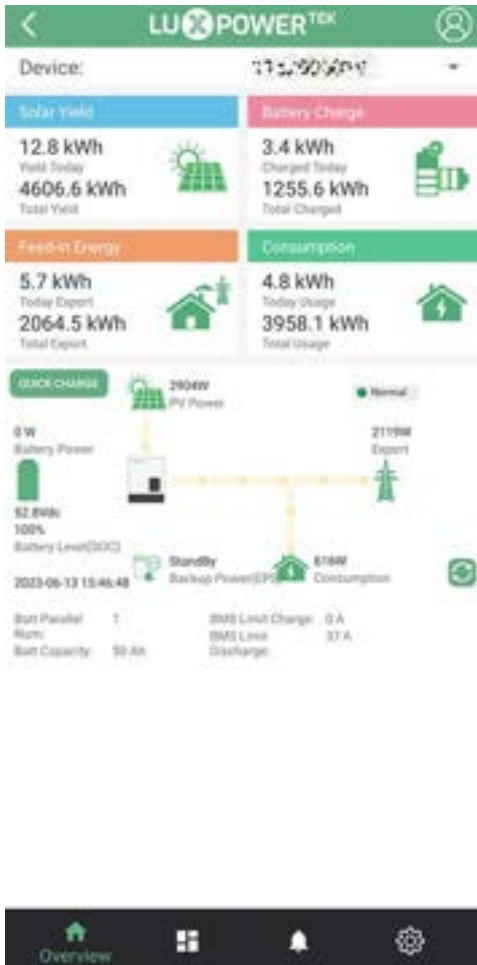 LUXPOWERTEK
Device:
Solar Yield
12.8 kWh
Yield Today
4606.6 kWh
Total Yield
Battery Charge
3.4 kWh
Charged Today
1255.6 kWh
Total Charged
Feed-in Energy
5.7 kWh
Today Export
2064.5 kWh
Total Export
Consumption
4.8 kWh
Today Usage
3958.1 kWh
Total Usage
QUICK CHARGE
2904W
PV Power
Normal
0 W
Battery Power
2119W
Export
52.8Vdc
100%
Battery Level(SOC)
StandBy
Backup Power(EPS)
616W
Consumption
2023-06-13 15:46:48
Batt Parallel Num: 1
BMS Limit Charge: 0 A
BMS Limit Discharge: 37 A
Batt Capacity: 50 Ah
Overview